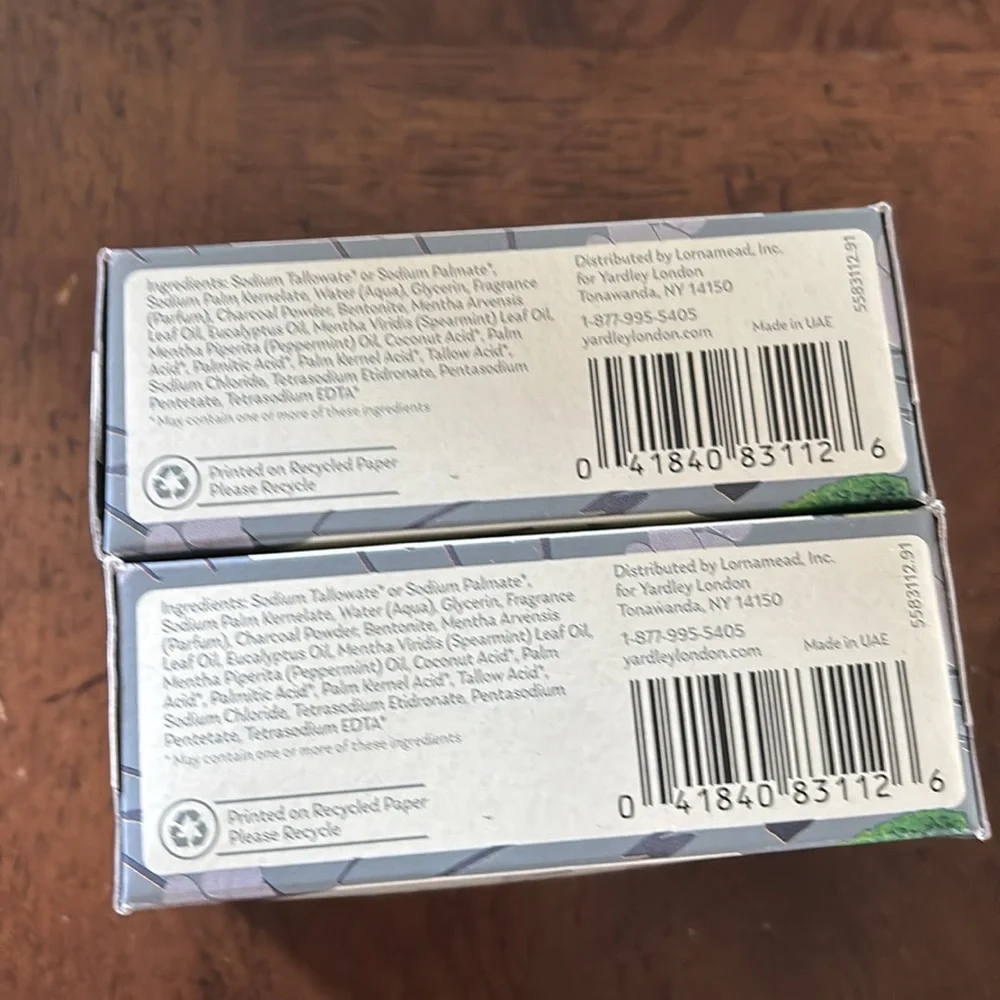 Ingredients: Sodium Tallowate* or Sodium Palmate*,
Sodium Palm Kernelate, Water (Aqua), Glycerin, Fragrance
(Parfum), Charcoal Powder, Bentonite, Mentha Arvensis
Leaf Oil, Eucalyptus Oil, Mentha Viridis (Spearmint) Leaf Oil,
Mentha Piperita (Peppermint) Oil, Coconut Acid*, Palm
Acid*, Palmitic Acid*, Palm Kernel Acid*, Tallow Acid*,
Sodium Chloride, Tetrasodium Etidronate, Pentasodium
Pentetate, Tetrasodium EDTA*
*May contain one or more of these ingredients
Printed on Recycled Paper
Please Recycle
Distributed by Lornamead, Inc.
for Yardley London
Tonawanda, NY 14150
1-877-995-5405
yardleylondon.com
Made in UAE
5583112.91
0 41840 83112 6
Ingredients: Sodium Tallowate* or Sodium Palmate*,
Sodium Palm Kernelate, Water (Aqua), Glycerin, Fragrance
(Parfum), Charcoal Powder, Bentonite, Mentha Arvensis
Leaf Oil, Eucalyptus Oil, Mentha Viridis (Spearmint) Leaf Oil,
Mentha Piperita (Peppermint) Oil, Coconut Acid*, Palm
Acid*, Palmitic Acid*, Palm Kernel Acid*, Tallow Acid*,
Sodium Chloride, Tetrasodium Etidronate, Pentasodium
Pentetate, Tetrasodium EDTA*
*May contain one or more of these ingredients
Printed on Recycled Paper
Please Recycle
Distributed by Lornamead, Inc.
for Yardley London
Tonawanda, NY 14150
1-877-995-5405
yardleylondon.com
Made in UAE
5583112.91
0 41840 83112 6